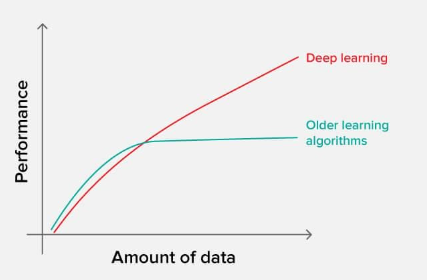 Deep learning
Older learning
algorithms
Performance
Amount of data